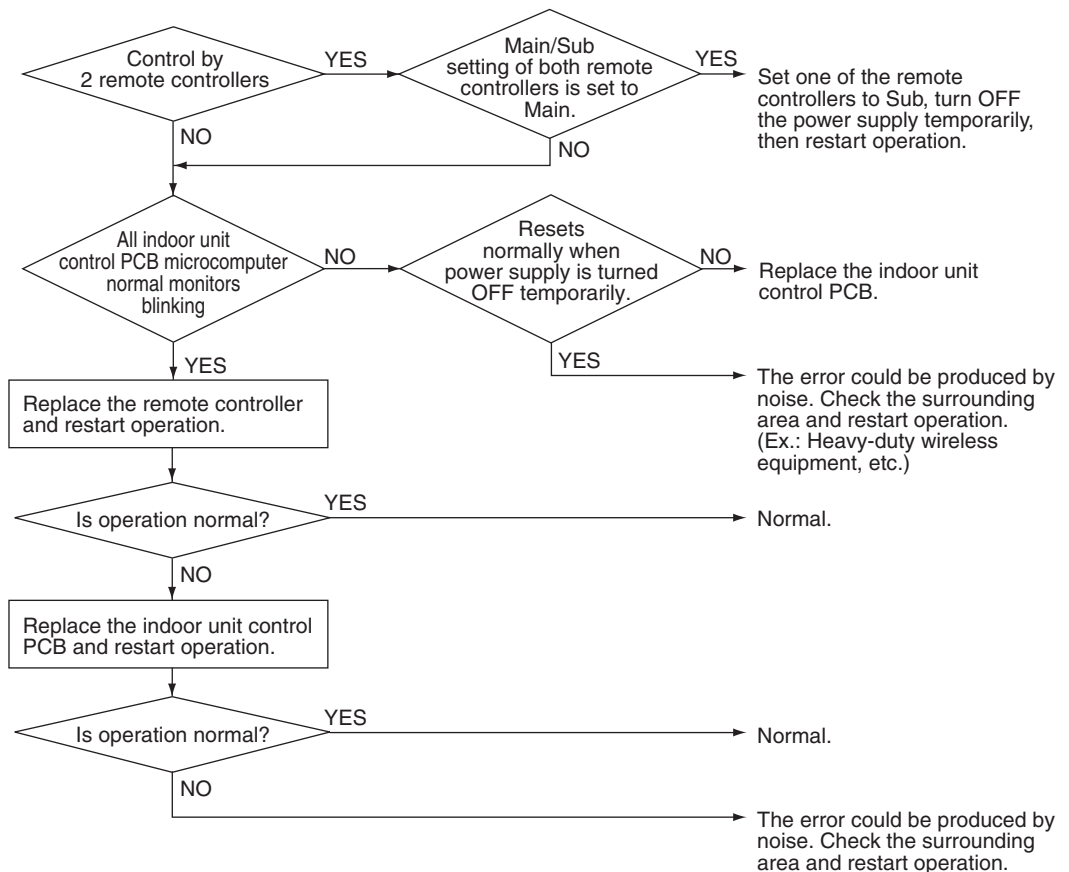 Control by
2 remote controllers
YES
Main/Sub
setting of both remote
controllers is set to
Main.
YES
Set one of the remote
controllers to Sub, turn OFF
the power supply temporarily,
then restart operation.
NO
NO
All indoor unit
control PCB microcomputer
normal monitors
blinking
NO
Resets
normally when
power supply is turned
OFF temporarily.
NO
Replace the indoor unit
control PCB.
YES
YES
The error could be produced by
noise. Check the surrounding
area and restart operation.
(Ex.: Heavy-duty wireless
equipment, etc.)
Replace the remote controller
and restart operation.
Is operation normal?
YES
Normal.
NO
Replace the indoor unit control
PCB and restart operation.
Is operation normal?
YES
Normal.
NO
The error could be produced by
noise. Check the surrounding
area and restart operation.